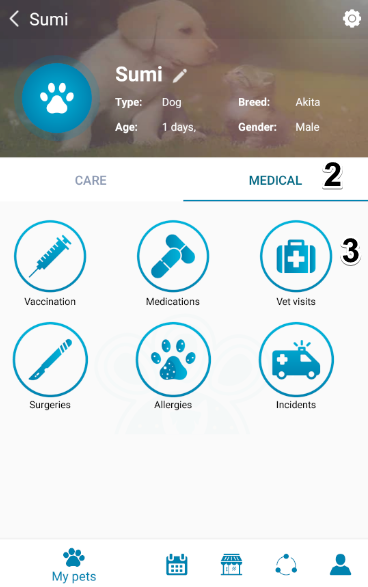 Sumi
Sumi
Type: Dog Breed: Akita
Age: 1 days, Gender: Male
CARE MEDICAL 2
3
Vaccination Medications Vet visits
Surgeries Allergies Incidents
My pets